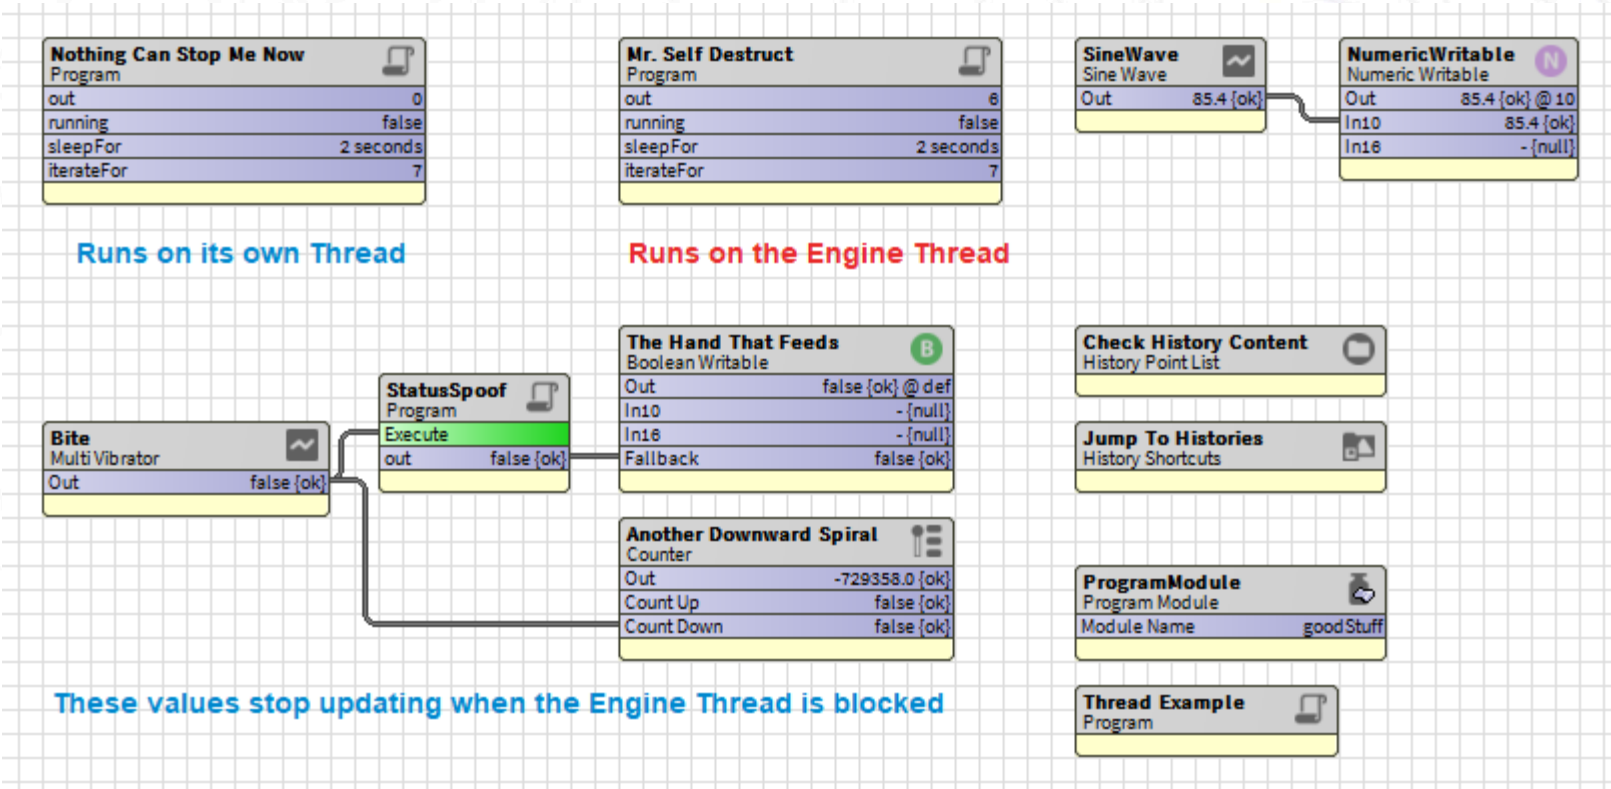 Nothing Can Stop Me Now
Program
out 0
running false
sleepFor 2 seconds
iterateFor 7
Mr. Self Destruct
Program
out 6
running false
sleepFor 2 seconds
iterateFor 7
SineWave
Sine Wave
Out 85.4 {ok}
NumericWritable
N
Numeric Writable
Out 85.4 {ok} @ 10
In10 85.4 {ok}
In16 - {null}
Runs on its own Thread
Runs on the Engine Thread
Bite
Multi Vibrator
Out false {ok}
StatusSpoof
Program
Execute
out false {ok}
The Hand That Feeds
B
Boolean Writable
Out false {ok} @ def
In10 - {null}
In16 - {null}
Fallback false {ok}
Another Downward Spiral
Counter
Out -729358.0 {ok}
Count Up false {ok}
Count Down false {ok}
Check History Content
History Point List
Jump To Histories
History Shortcuts
ProgramModule
Program Module
Module Name goodStuff
Thread Example
Program
These values stop updating when the Engine Thread is blocked